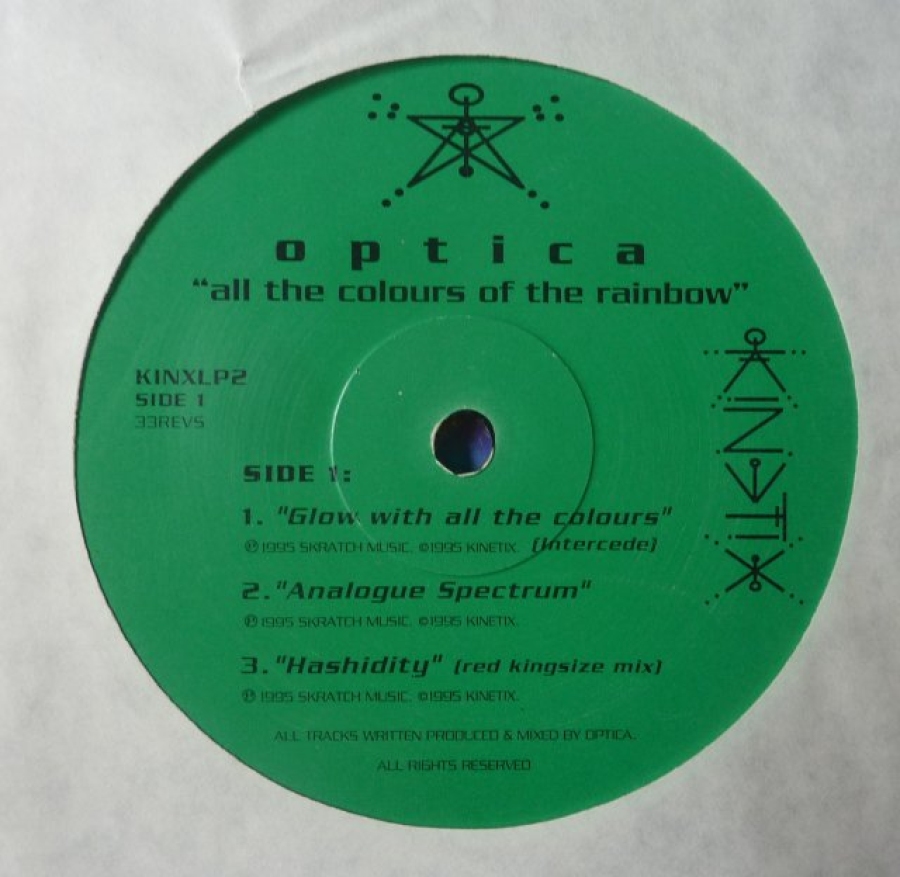 optica
"all the colours of the rainbow"
KINXLP2
SIDE 1
33REVS
KINETIX
SIDE 1:
1. "Glow with all the colours"
℗1995 SKRATCH MUSIC. ©1995 KINETIX. (Intercede)
2. "Analogue Spectrum"
℗1995 SKRATCH MUSIC. ©1995 KINETIX.
3. "Hashidity" (red kingsize mix)
℗1995 SKRATCH MUSIC. ©1995 KINETIX.
ALL TRACKS WRITTEN PRODUCED & MIXED BY OPTICA.
ALL RIGHTS RESERVED